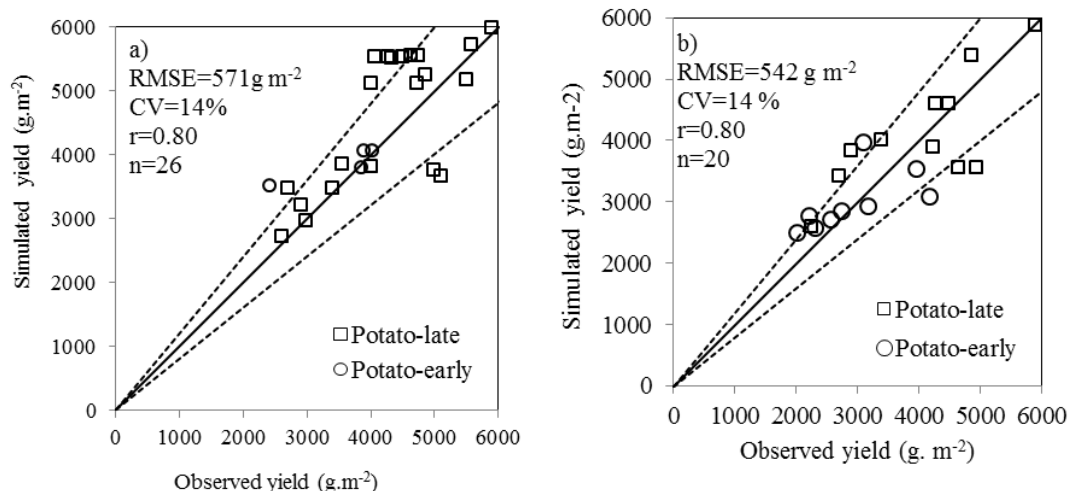 a)
RMSE=571g m-2
CV=14%
r=0.80
n=26
Simulated yield (g.m-2)
6000
5000
4000
3000
2000
1000
0
Potato-late
Potato-early
0 1000 2000 3000 4000 5000 6000
Observed yield (g.m-2)
b)
RMSE=542 g m-2
CV=14 %
r=0.80
n=20
Simulated yield (g.m-2)
6000
5000
4000
3000
2000
1000
0
Potato-late
Potato-early
0 1000 2000 3000 4000 5000 6000
Observed yield (g. m-2)